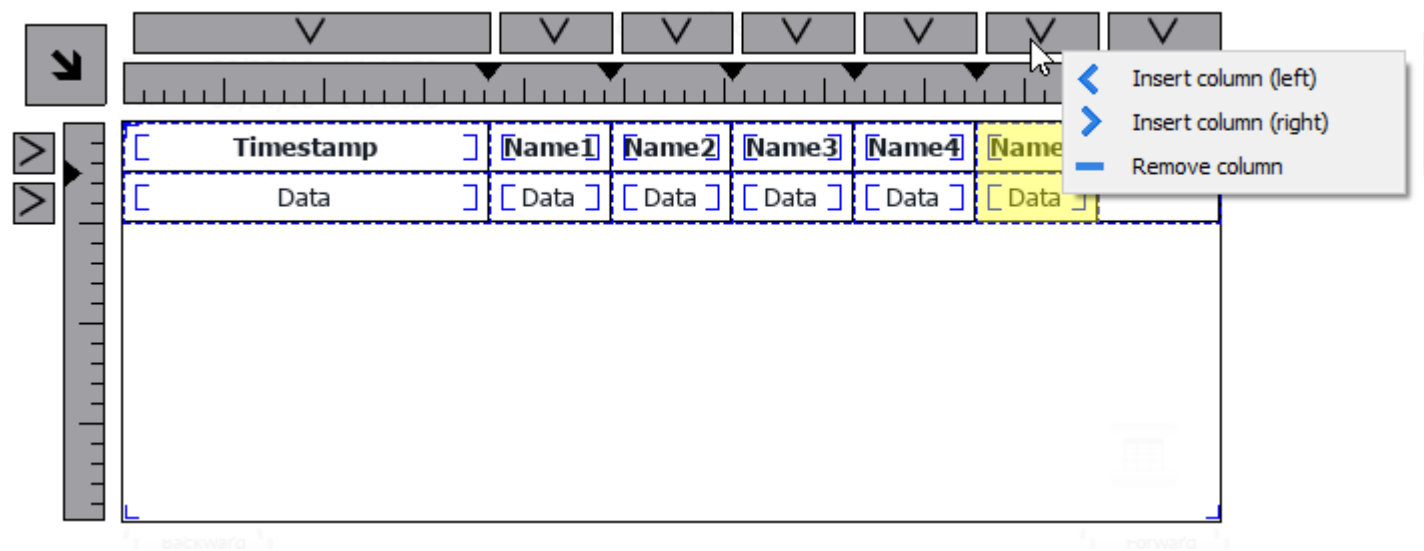 Insert column (left)
Insert column (right)
Remove column
Timestamp Name1 Name2 Name3 Name4 Name
Data Data Data Data Data Data